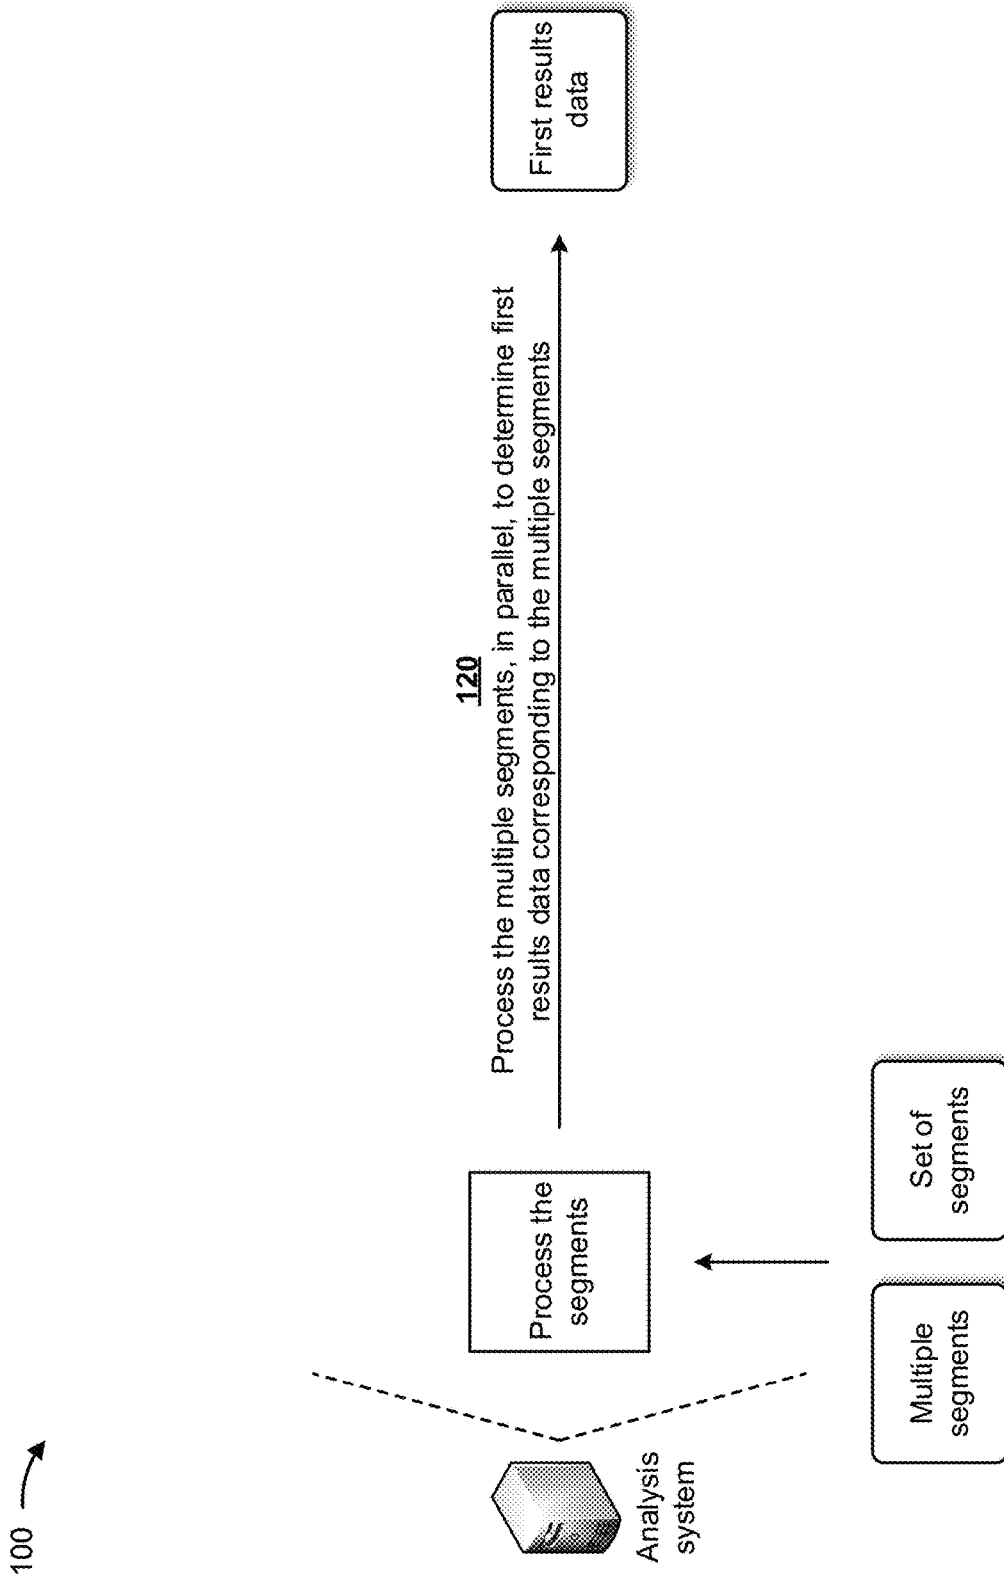 100
120
Process the multiple segments, in parallel, to determine first
results data corresponding to the multiple segments
Analysis
system
Process the
segments
First results
data
Multiple
segments
Set of
segments